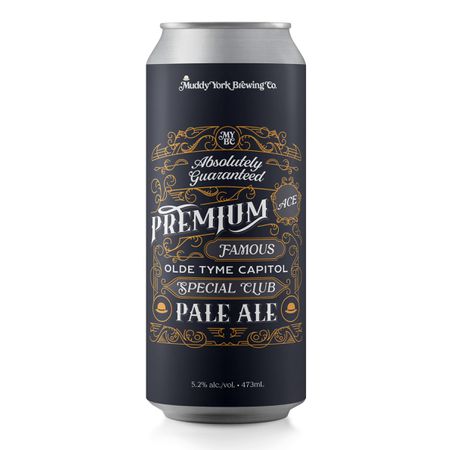 Muddy York Brewing Co.
MY
BC
Absolutely
Guaranteed
PREMIUM
ACE
FAMOUS
OLDE TYME CAPITOL
SPECIAL CLUB
PALE ALE
5.2% alc./vol. • 473mL